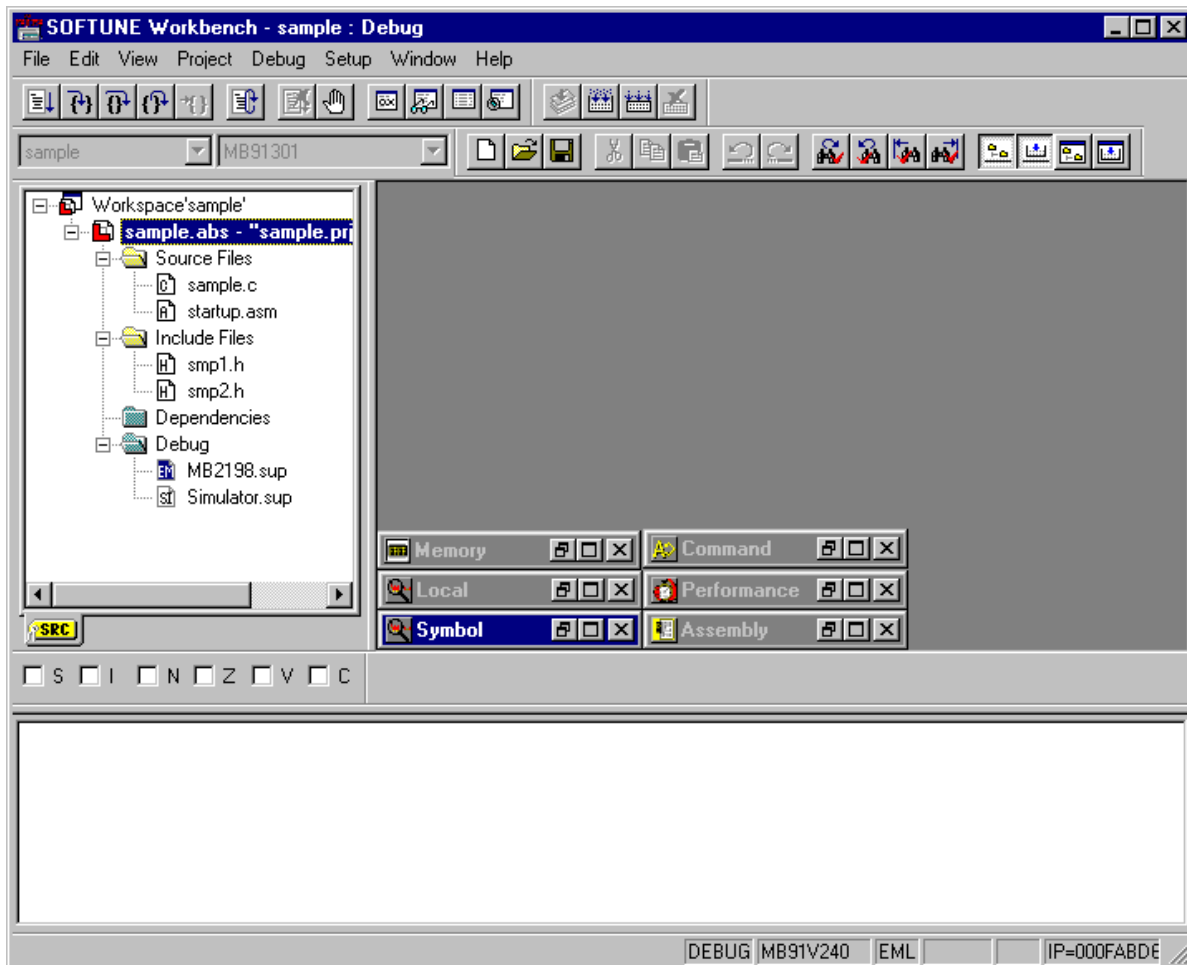 SOFTUNE Workbench - sample : Debug
File Edit View Project Debug Setup Window Help
sample MB91301
Workspace'sample'
sample.abs - "sample.prj
Source Files
sample.c
startup.asm
Include Files
smp1.h
smp2.h
Dependencies
Debug
MB2198.sup
Simulator.sup
SRC
Memory Command
Local Performance
Symbol Assembly
S I N Z V C
DEBUG MB91V240 EML IP=000FABD6